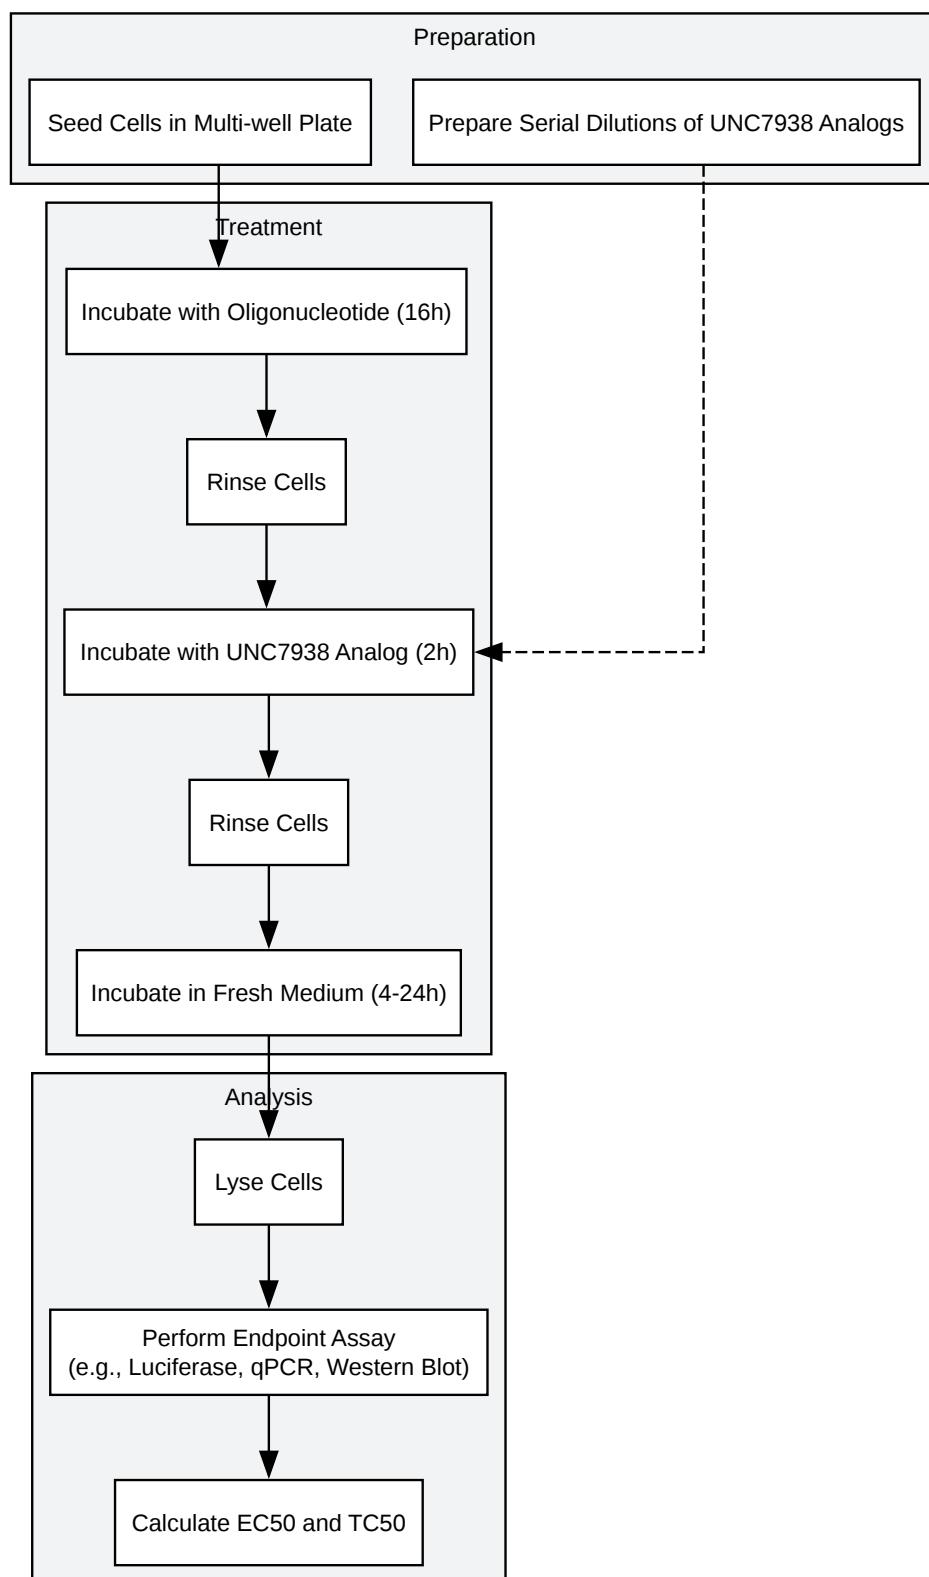 Preparation
Seed Cells in Multi-well Plate
Prepare Serial Dilutions of UNC7938 Analogs
Treatment
Incubate with Oligonucleotide (16h)
Rinse Cells
Incubate with UNC7938 Analog (2h)
Rinse Cells
Incubate in Fresh Medium (4-24h)
Analysis
Lyse Cells
Perform Endpoint Assay
(e.g., Luciferase, qPCR, Western Blot)
Calculate EC50 and TC50